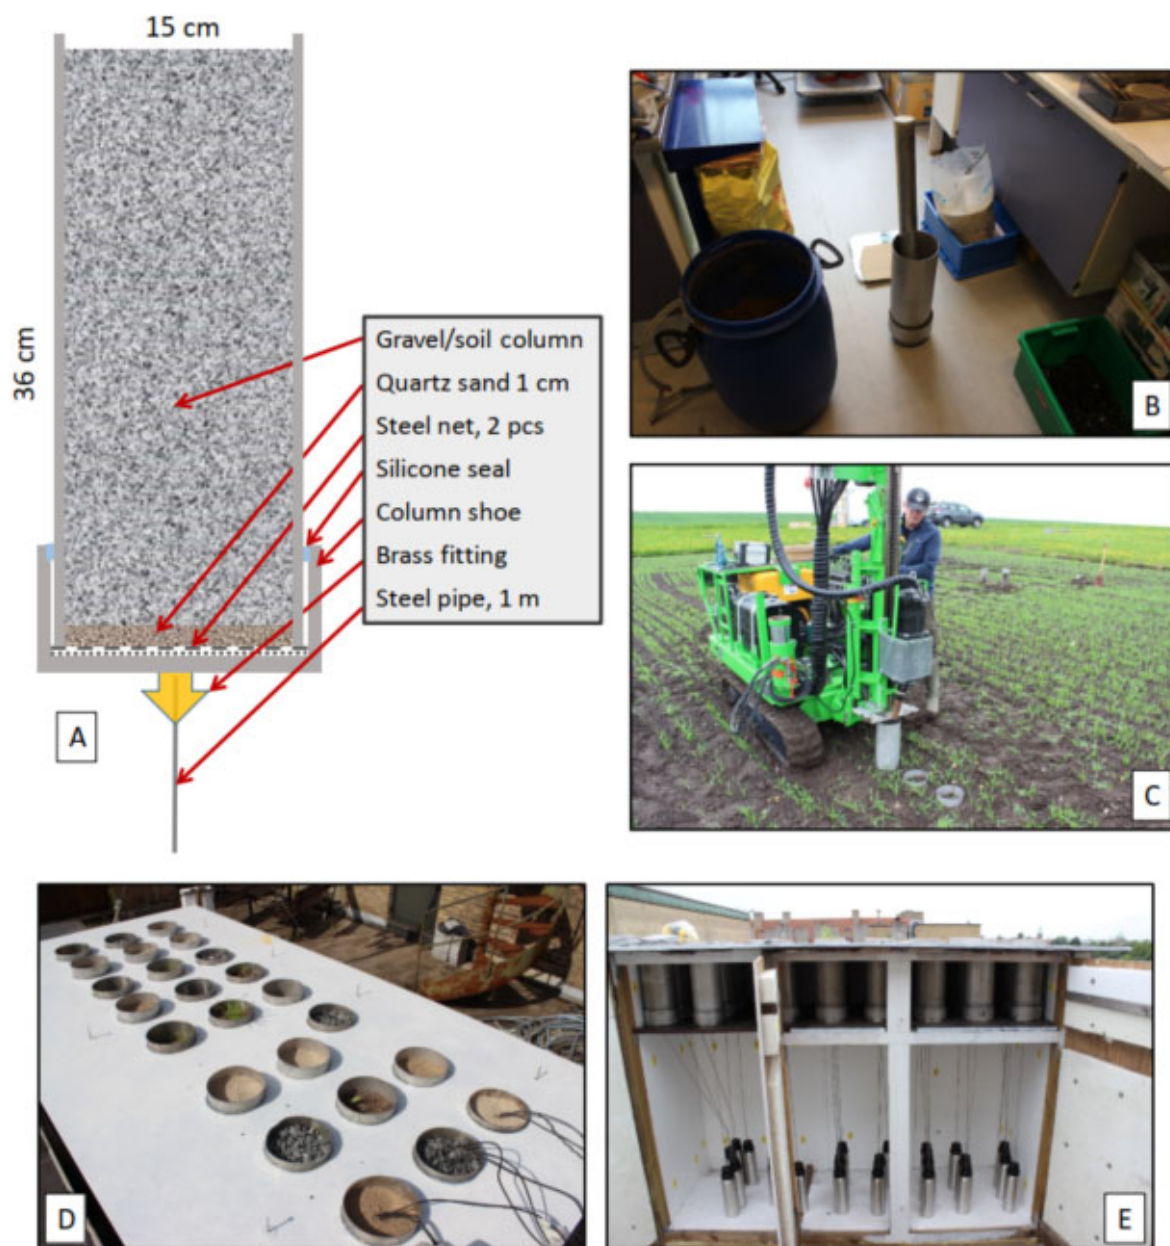 15 cm
36 cm
Gravel/soil column
Quartz sand 1 cm
Steel net, 2 pcs
Silicone seal
Column shoe
Brass fitting
Steel pipe, 1 m
A
B
C
D
E